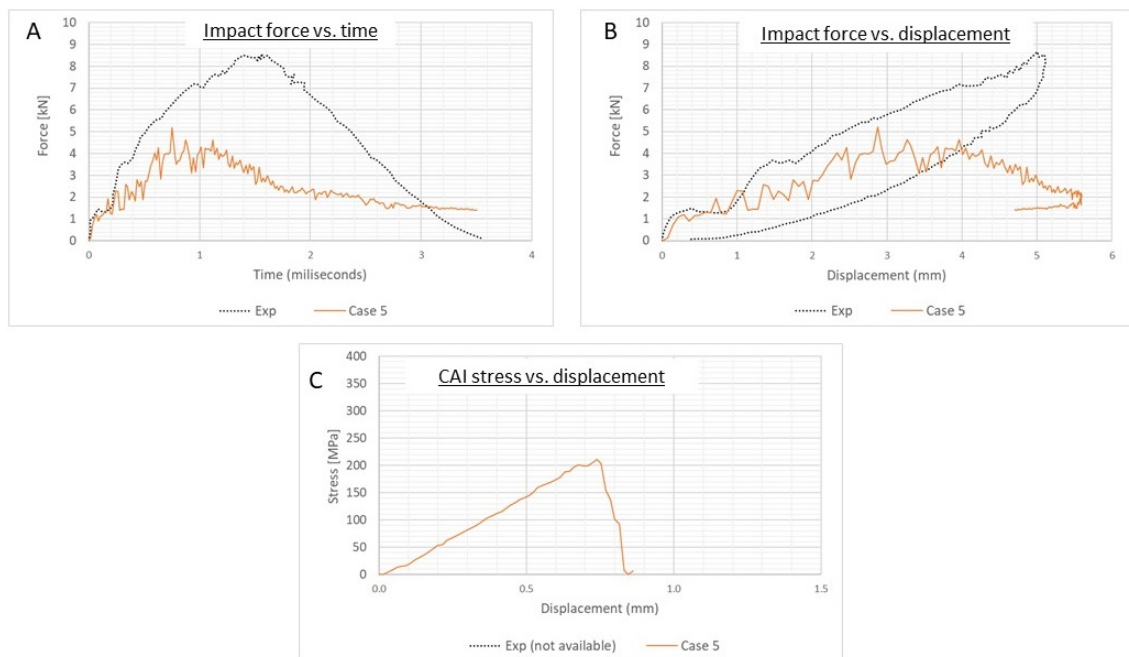 A
Impact force vs. time
10
9
8
7
6
5
4
3
2
1
0
Force [kN]
0 1 2 3 4
Time (miliseconds)
Exp Case 5
B
Impact force vs. displacement
10
9
8
7
6
5
4
3
2
1
0
Force [kN]
0 1 2 3 4 5 6
Displacement (mm)
Exp Case 5
C
CAI stress vs. displacement
400
350
300
250
200
150
100
50
0
Stress [MPa]
0.0 0.5 1.0 1.5
Displacement (mm)
Exp (not available) Case 5